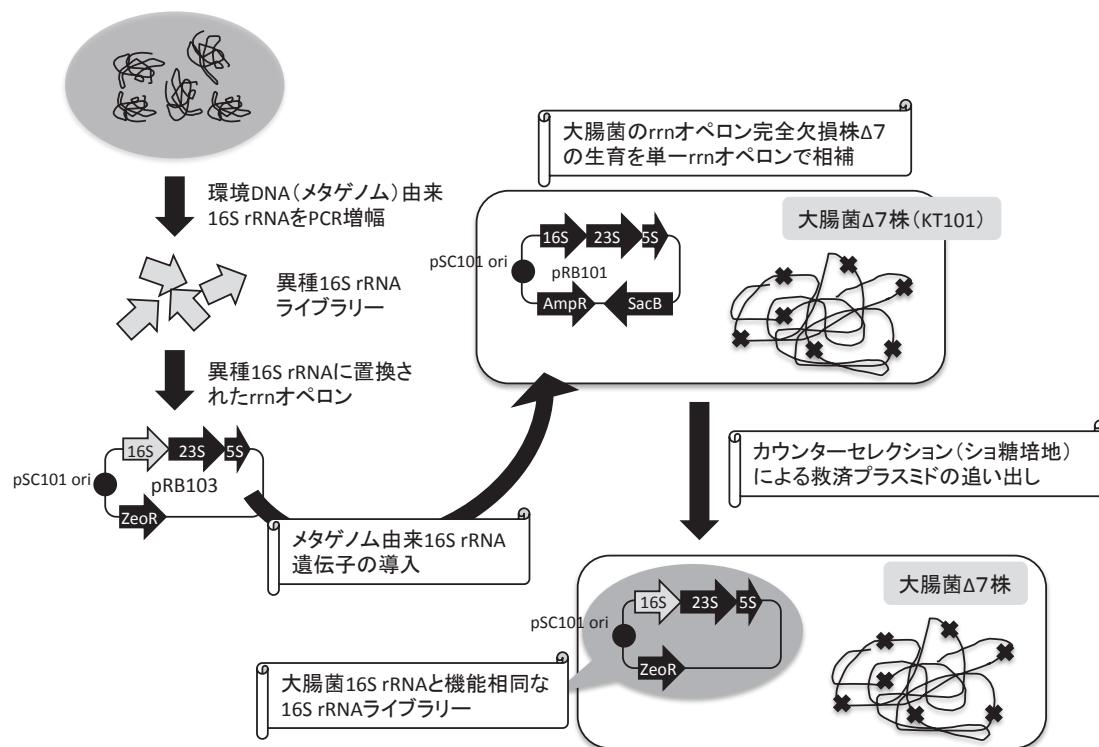 環境DNA(メタゲノム)由来
16S rRNAをPCR増幅
異種16S rRNA
ライブラリー
異種16S rRNAに置換さ
れたrrnオペロン
16S
23S
5S
pSC101 ori
pRB103
ZeoR
メタゲノム由来16S rRNA
遺伝子の導入
大腸菌のrrnオペロン完全欠損株Δ7
の生育を単一rrnオペロンで相補
大腸菌Δ7株(KT101)
16S
23S
5S
pSC101 ori
pRB101
AmpR
SacB
カウンターセレクション(ショ糖培地)
による救済プラスミドの追い出し
大腸菌Δ7株
16S
23S
5S
pSC101 ori
ZeoR
大腸菌16S rRNAと機能相同な
16S rRNAライブラリー